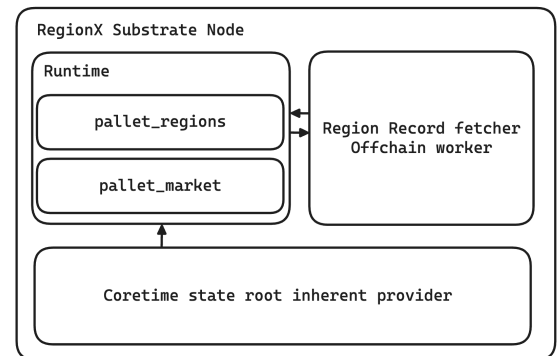 RegionX Substrate Node
Runtime
pallet_regions
pallet_market
Region Record fetcher
Offchain worker
Coretime state root inherent provider